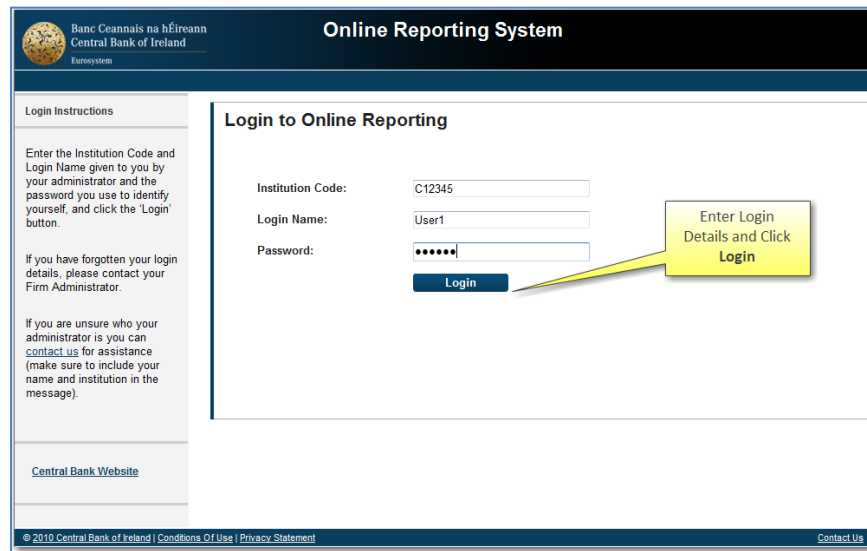 Banc Ceannais na hÉireann
Central Bank of Ireland
Eurosystem
Online Reporting System
Login Instructions
Enter the Institution Code and
Login Name given to you by
your administrator and the
password you use to identify
yourself, and click the 'Login'
button.
If you have forgotten your login
details, please contact your
Firm Administrator.
If you are unsure who your
administrator is you can
contact us for assistance
(make sure to include your
name and institution in the
message).
Central Bank Website
Login to Online Reporting
Institution Code: C12345
Login Name: User1
Password: ●●●●●●
Login
Enter Login
Details and Click
Login
© 2010 Central Bank of Ireland | Conditions Of Use | Privacy Statement Contact Us